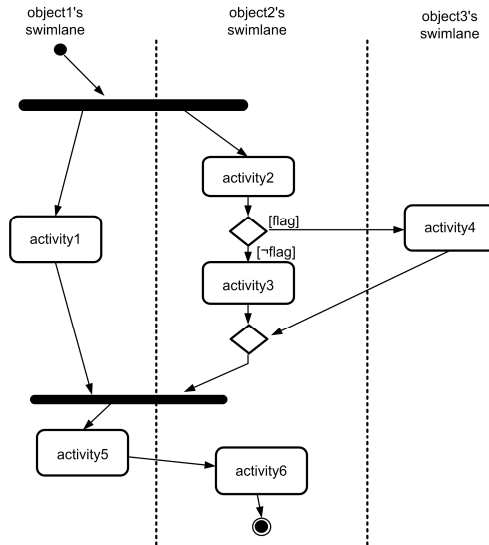 object1's
swimlane
object2's
swimlane
object3's
swimlane
activity2
[flag]
activity4
activity1
[¬flag]
activity3
activity5
activity6